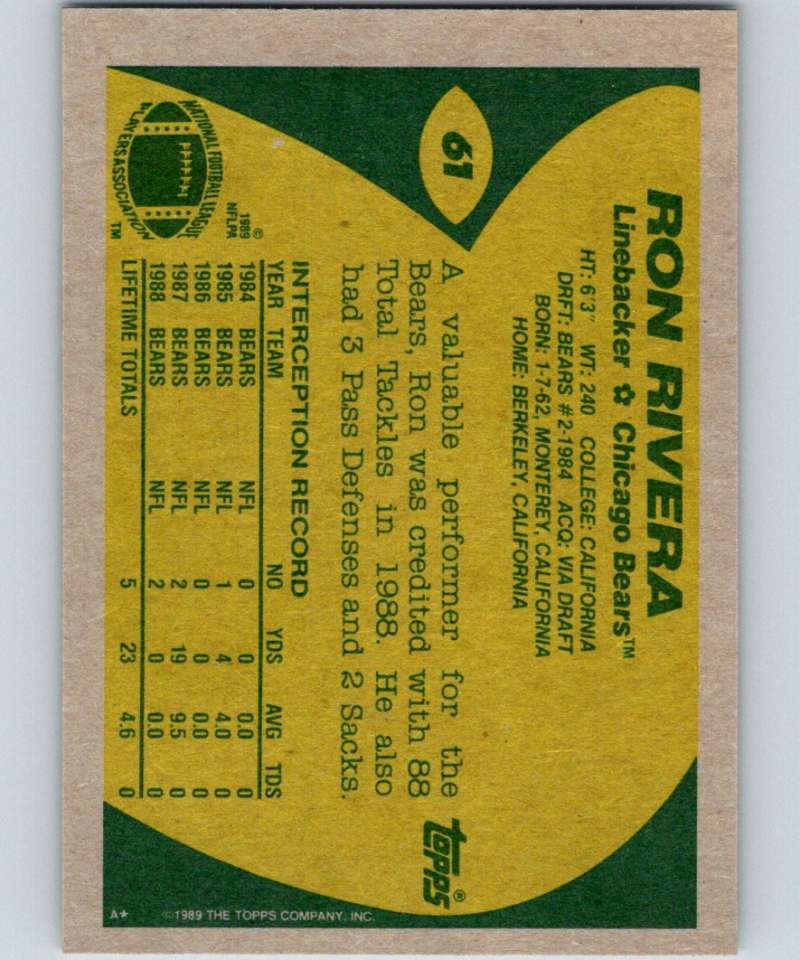 61
RON RIVERA
Linebacker ✿ Chicago Bears™
HT: 6'3" WT: 240 COLLEGE: CALIFORNIA
DRFT: BEARS #2-1984 ACQ: VIA DRAFT
BORN: 1-7-62, MONTEREY, CALIFORNIA
HOME: BERKELEY, CALIFORNIA
A valuable performer for the
Bears, Ron was credited with 88
Total Tackles in 1988. He also
had 3 Pass Defenses and 2 Sacks.
topps®
NATIONAL FOOTBALL LEAGUE
PLAYERS ASSOCIATION™
©
1989
NFLPA
INTERCEPTION RECORD
YEAR TEAM NO YDS AVG TDS
1984 BEARS NFL 0 0 0.0 0
1985 BEARS NFL 1 4 4.0 0
1986 BEARS NFL 0 0 0.0 0
1987 BEARS NFL 2 19 9.5 0
1988 BEARS NFL 2 0 0.0 0
LIFETIME TOTALS 5 23 4.6 0
A* ©1989 THE TOPPS COMPANY, INC.